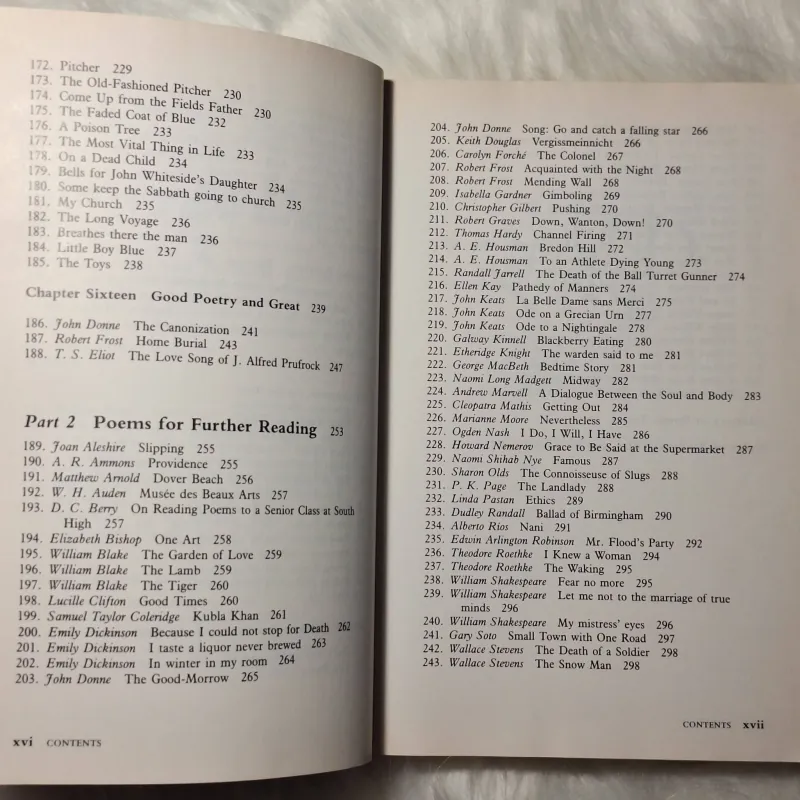 172. Pitcher 229
173. The Old-Fashioned Pitcher 230
174. Come Up from the Fields Father 230
175. The Faded Coat of Blue 232
176. A Poison Tree 233
177. The Most Vital Thing in Life 233
178. On a Dead Child 234
179. Bells for John Whiteside's Daughter 234
180. Some keep the Sabbath going to church 235
181. My Church 235
182. The Long Voyage 236
183. Breathes there the man 236
184. Little Boy Blue 237
185. The Toys 238
Chapter Sixteen Good Poetry and Great 239
186. John Donne The Canonization 241
187. Robert Frost Home Burial 243
188. T. S. Eliot The Love Song of J. Alfred Prufrock 247
Part 2 Poems for Further Reading 253
189. Joan Aleshire Slipping 255
190. A. R. Ammons Providence 255
191. Matthew Arnold Dover Beach 256
192. W. H. Auden Musée des Beaux Arts 257
193. D. C. Berry On Reading Poems to a Senior Class at South
High 257
194. Elizabeth Bishop One Art 258
195. William Blake The Garden of Love 259
196. William Blake The Lamb 259
197. William Blake The Tiger 260
198. Lucille Clifton Good Times 260
199. Samuel Taylor Coleridge Kubla Khan 261
200. Emily Dickinson Because I could not stop for Death 262
201. Emily Dickinson I taste a liquor never brewed 263
202. Emily Dickinson In winter in my room 264
203. John Donne The Good-Morrow 265
xvi CONTENTS
204. John Donne Song: Go and catch a falling star 266
205. Keith Douglas Vergissmeinnicht 266
206. Carolyn Forché The Colonel 267
207. Robert Frost Acquainted with the Night 268
208. Robert Frost Mending Wall 268
209. Isabella Gardner Gimboling 269
210. Christopher Gilbert Pushing 270
211. Robert Graves Down, Wanton, Down! 270
212. Thomas Hardy Channel Firing 271
213. A. E. Housman Bredon Hill 272
214. A. E. Housman To an Athlete Dying Young 273
215. Randall Jarrell The Death of the Ball Turret Gunner 274
216. Ellen Kay Pathedy of Manners 274
217. John Keats La Belle Dame sans Merci 275
218. John Keats Ode on a Grecian Urn 277
219. John Keats Ode to a Nightingale 278
220. Galway Kinnell Blackberry Eating 280
221. Etheridge Knight The warden said to me 281
222. George MacBeth Bedtime Story 281
223. Naomi Long Madgett Midway 282
224. Andrew Marvell A Dialogue Between the Soul and Body 283
225. Cleopatra Mathis Getting Out 284
226. Marianne Moore Nevertheless 285
227. Ogden Nash I Do, I Will, I Have 286
228. Howard Nemerov Grace to Be Said at the Supermarket 287
229. Naomi Shihab Nye Famous 287
230. Sharon Olds The Connoisseuse of Slugs 288
231. P. K. Page The Landlady 288
232. Linda Pastan Ethics 289
233. Dudley Randall Ballad of Birmingham 290
234. Alberto Ríos Nani 291
235. Edwin Arlington Robinson Mr. Flood's Party 292
236. Theodore Roethke I Knew a Woman 294
237. Theodore Roethke The Waking 295
238. William Shakespeare Fear no more 295
239. William Shakespeare Let me not to the marriage of true
minds 296
240. William Shakespeare My mistress' eyes 296
241. Gary Soto Small Town with One Road 297
242. Wallace Stevens The Death of a Soldier 298
243. Wallace Stevens The Snow Man 298
CONTENTS xvii